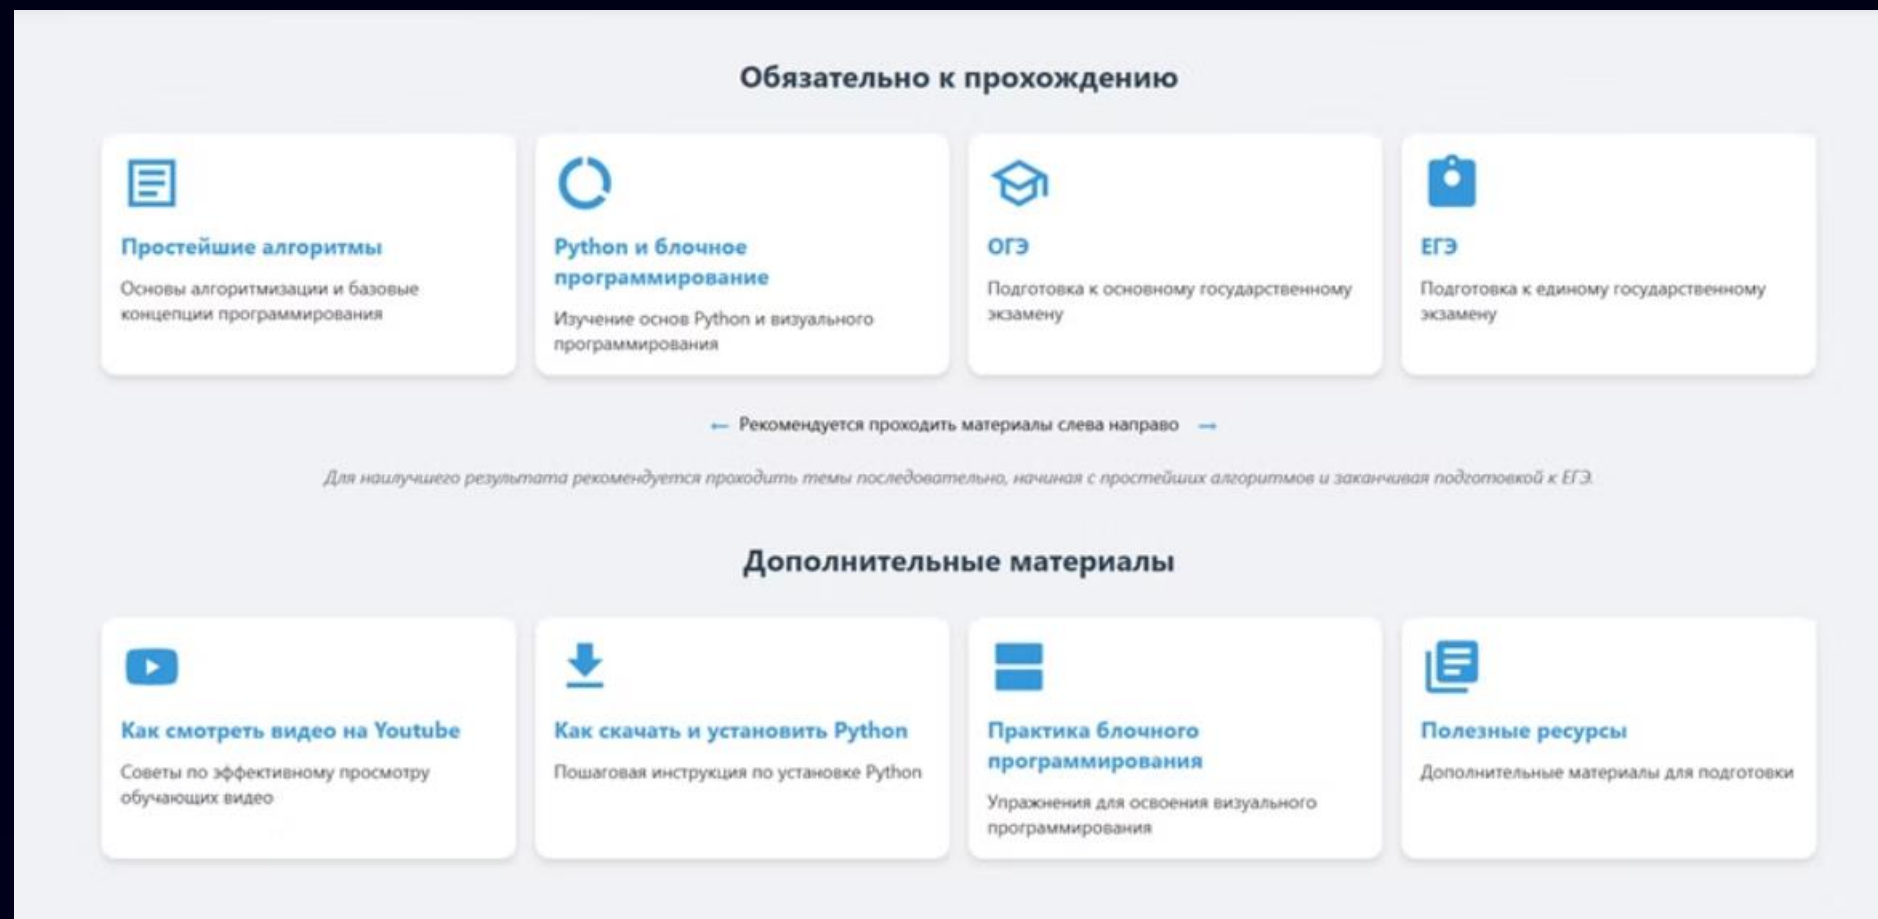 Обязательно к прохождению
Простейшие алгоритмы
Основы алгоритмизации и базовые
концепции программирования
Python и блочное
программирование
Изучение основ Python и визуального
программирования
ОГЭ
Подготовка к основному государственному
экзамену
ЕГЭ
Подготовка к единому государственному
экзамену
← Рекомендуется проходить материалы слева направо →
Для наилучшего результата рекомендуется проходить темы последовательно, начиная с простейших алгоритмов и заканчивая подготовкой к ЕГЭ.
Дополнительные материалы
Как смотреть видео на Youtube
Советы по эффективному просмотру
обучающих видео
Как скачать и установить Python
Пошаговая инструкция по установке Python
Практика блочного
программирования
Упражнения для освоения визуального
программирования
Полезные ресурсы
Дополнительные материалы для подготовки